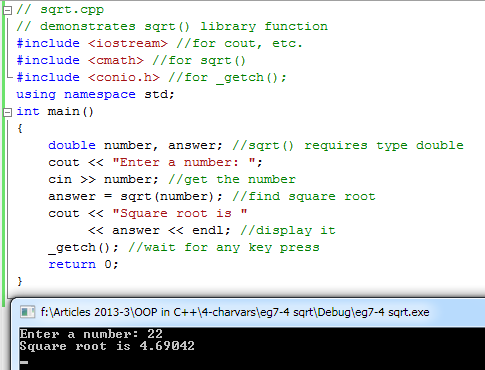 // sqrt.cpp
// demonstrates sqrt() library function
#include <iostream> //for cout, etc.
#include <cmath> //for sqrt()
#include <conio.h> //for _getch();
using namespace std;
int main()
{
double number, answer; //sqrt() requires type double
cout << "Enter a number: ";
cin >> number; //get the number
answer = sqrt(number); //find square root
cout << "Square root is "
<< answer << endl; //display it
_getch(); //wait for any key press
return 0;
}
f:\Articles 2013-3\OOP in C++\4-charvars\eg7-4 sqrt\Debug\eg7-4 sqrt.exe
Enter a number: 22
Square root is 4.69042